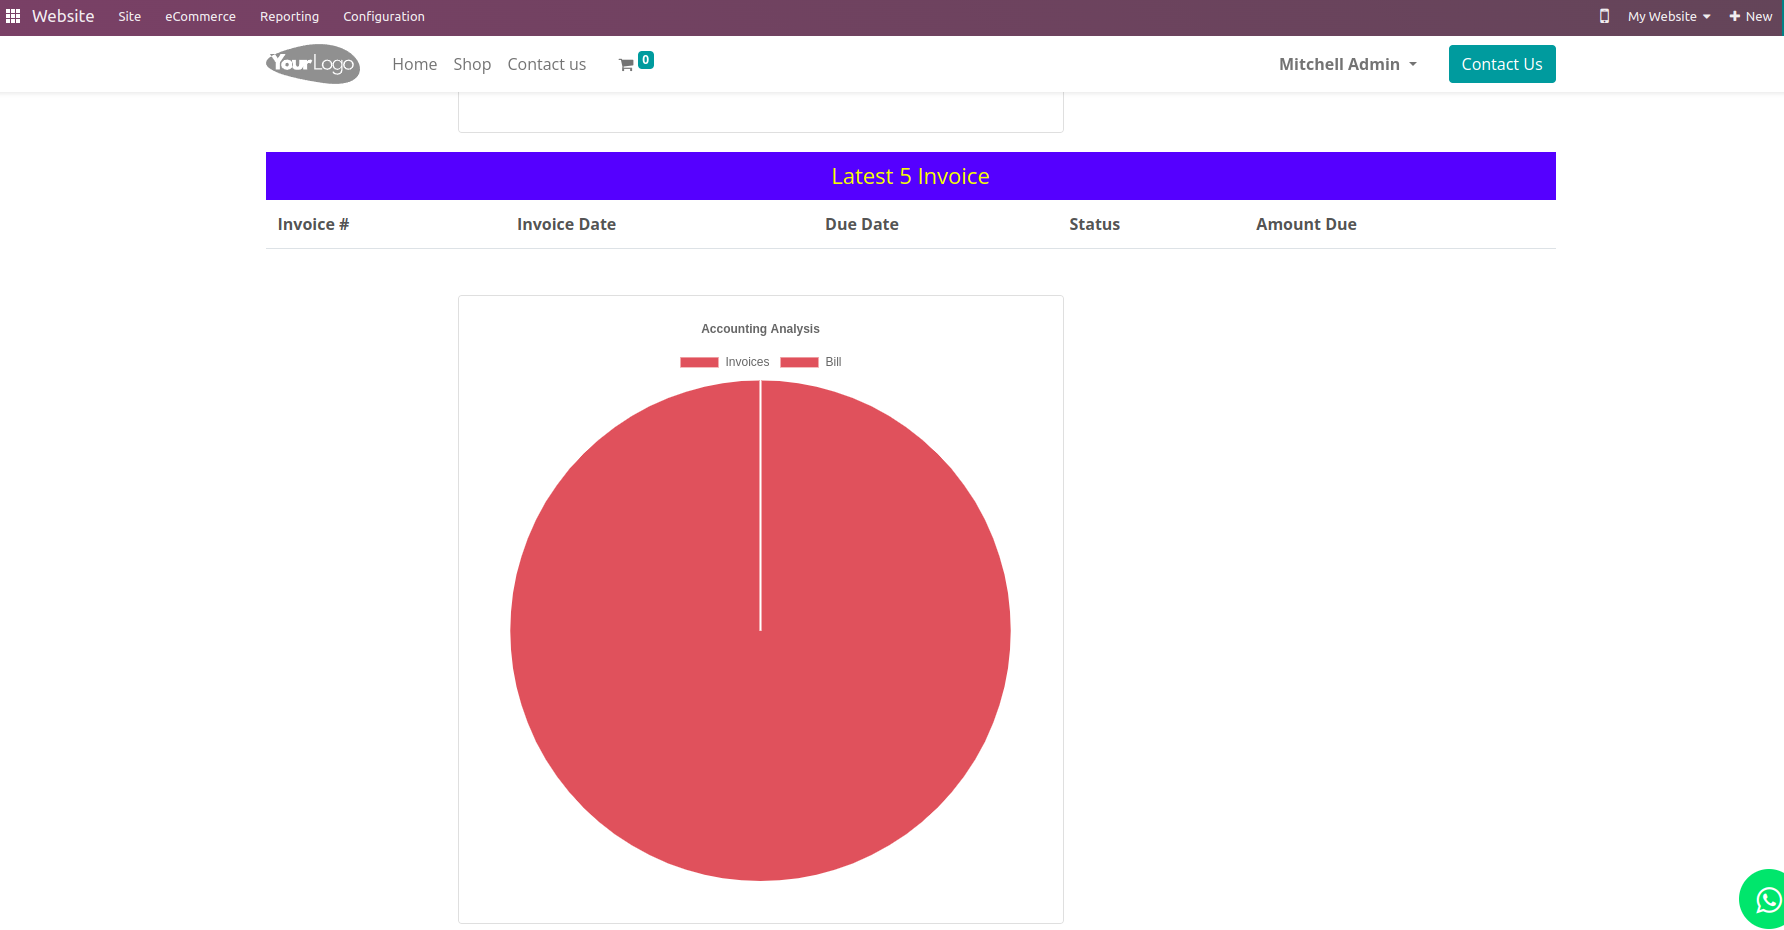 Website Site eCommerce Reporting Configuration My Website New
YourLogo Home Shop Contact us 0 Mitchell Admin Contact Us
Latest 5 Invoice
Invoice # Invoice Date Due Date Status Amount Due
Accounting Analysis
Invoices Bill